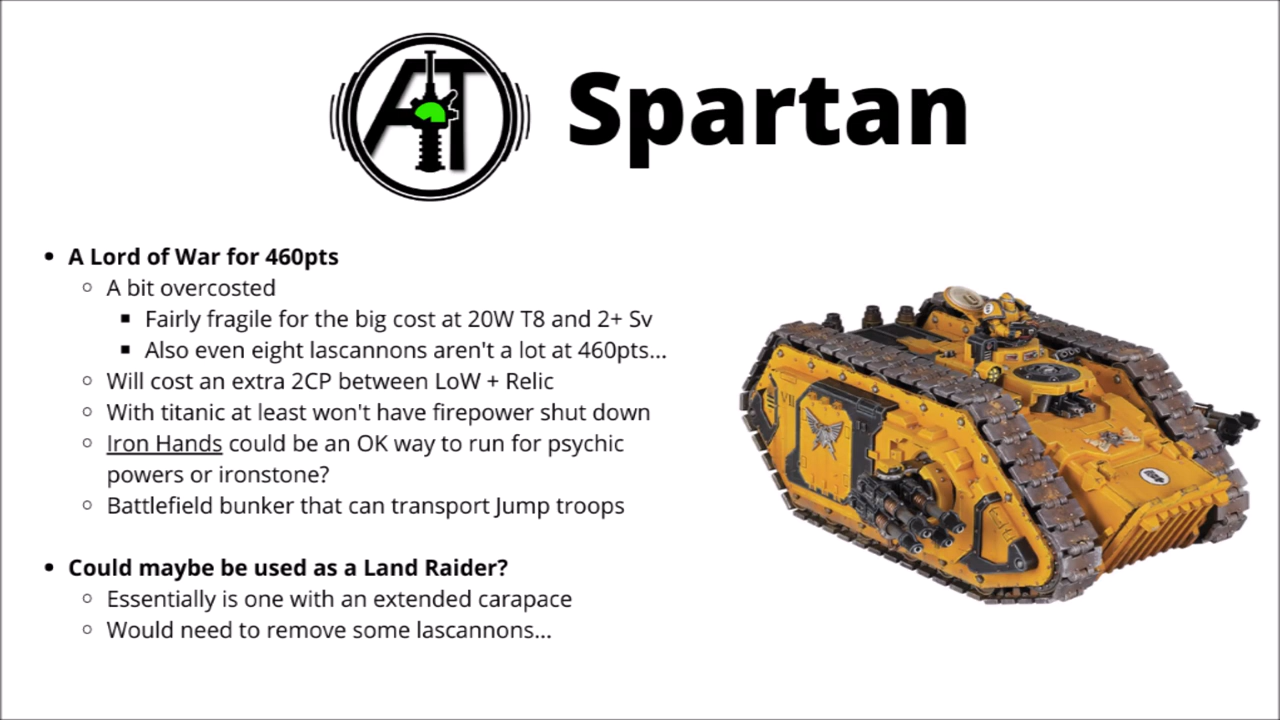 AT
Spartan
• A Lord of War for 460pts
○ A bit overcosted
▪ Fairly fragile for the big cost at 20W T8 and 2+ Sv
▪ Also even eight lascannons aren't a lot at 460pts...
○ Will cost an extra 2CP between LoW + Relic
○ With titanic at least won't have firepower shut down
○ Iron Hands could be an OK way to run for psychic
powers or ironstone?
○ Battlefield bunker that can transport Jump troops
• Could maybe be used as a Land Raider?
○ Essentially is one with an extended carapace
○ Would need to remove some lascannons...
VII